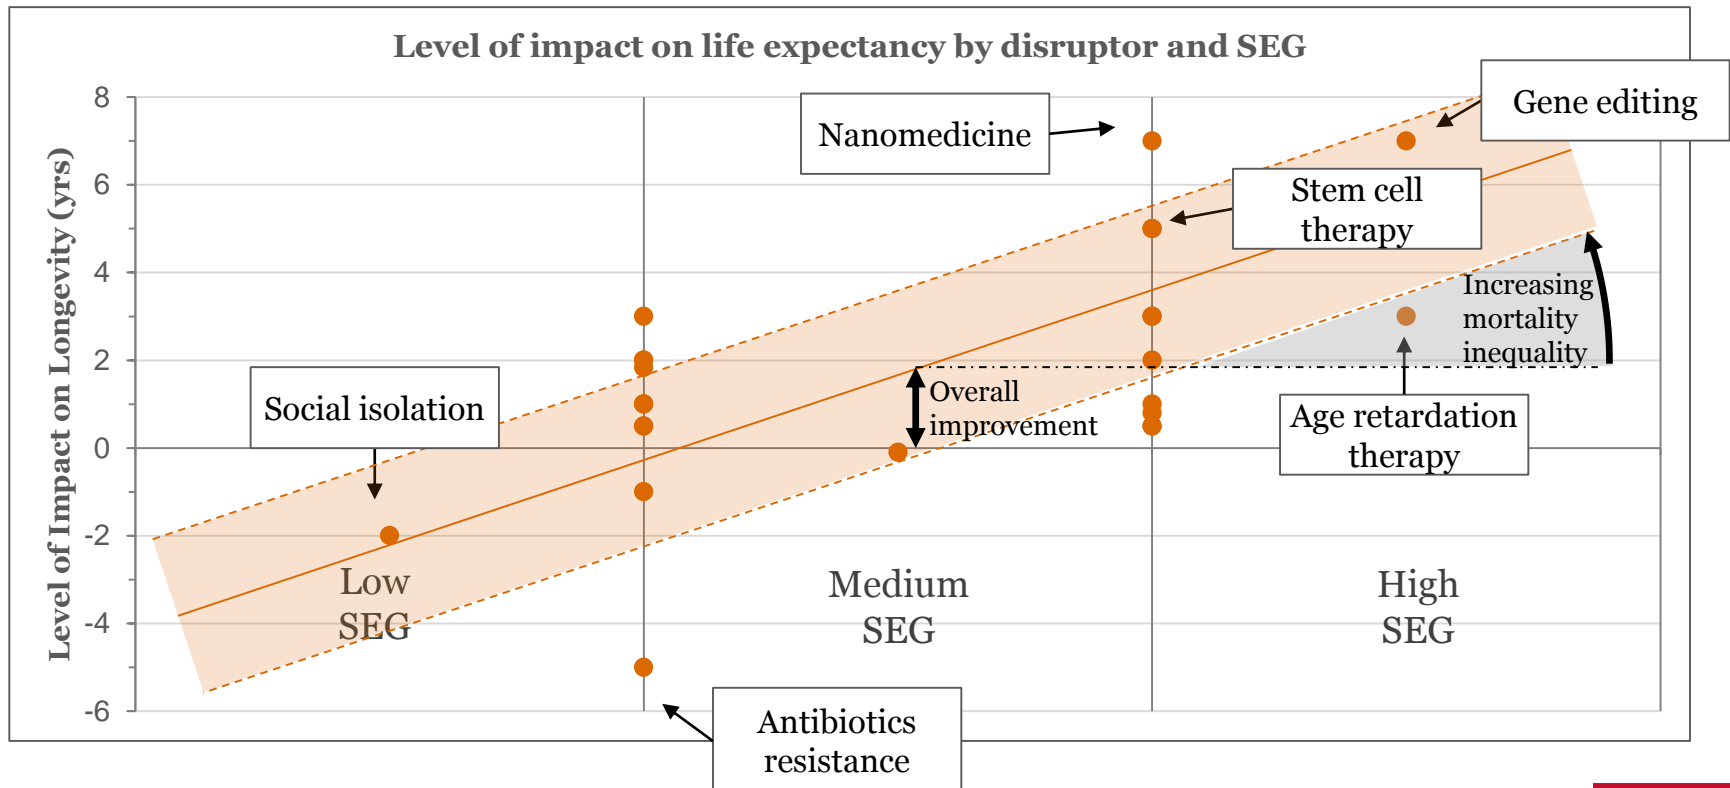 Level of impact on life expectancy by disruptor and SEG
Level of Impact on Longevity (yrs)
8
6
4
2
0
-2
-4
-6
Nanomedicine
Gene editing
Stem cell
therapy
Increasing
mortality
inequality
Social isolation
Overall
improvement
Age retardation
therapy
Low
SEG
Medium
SEG
High
SEG
Antibiotics
resistance